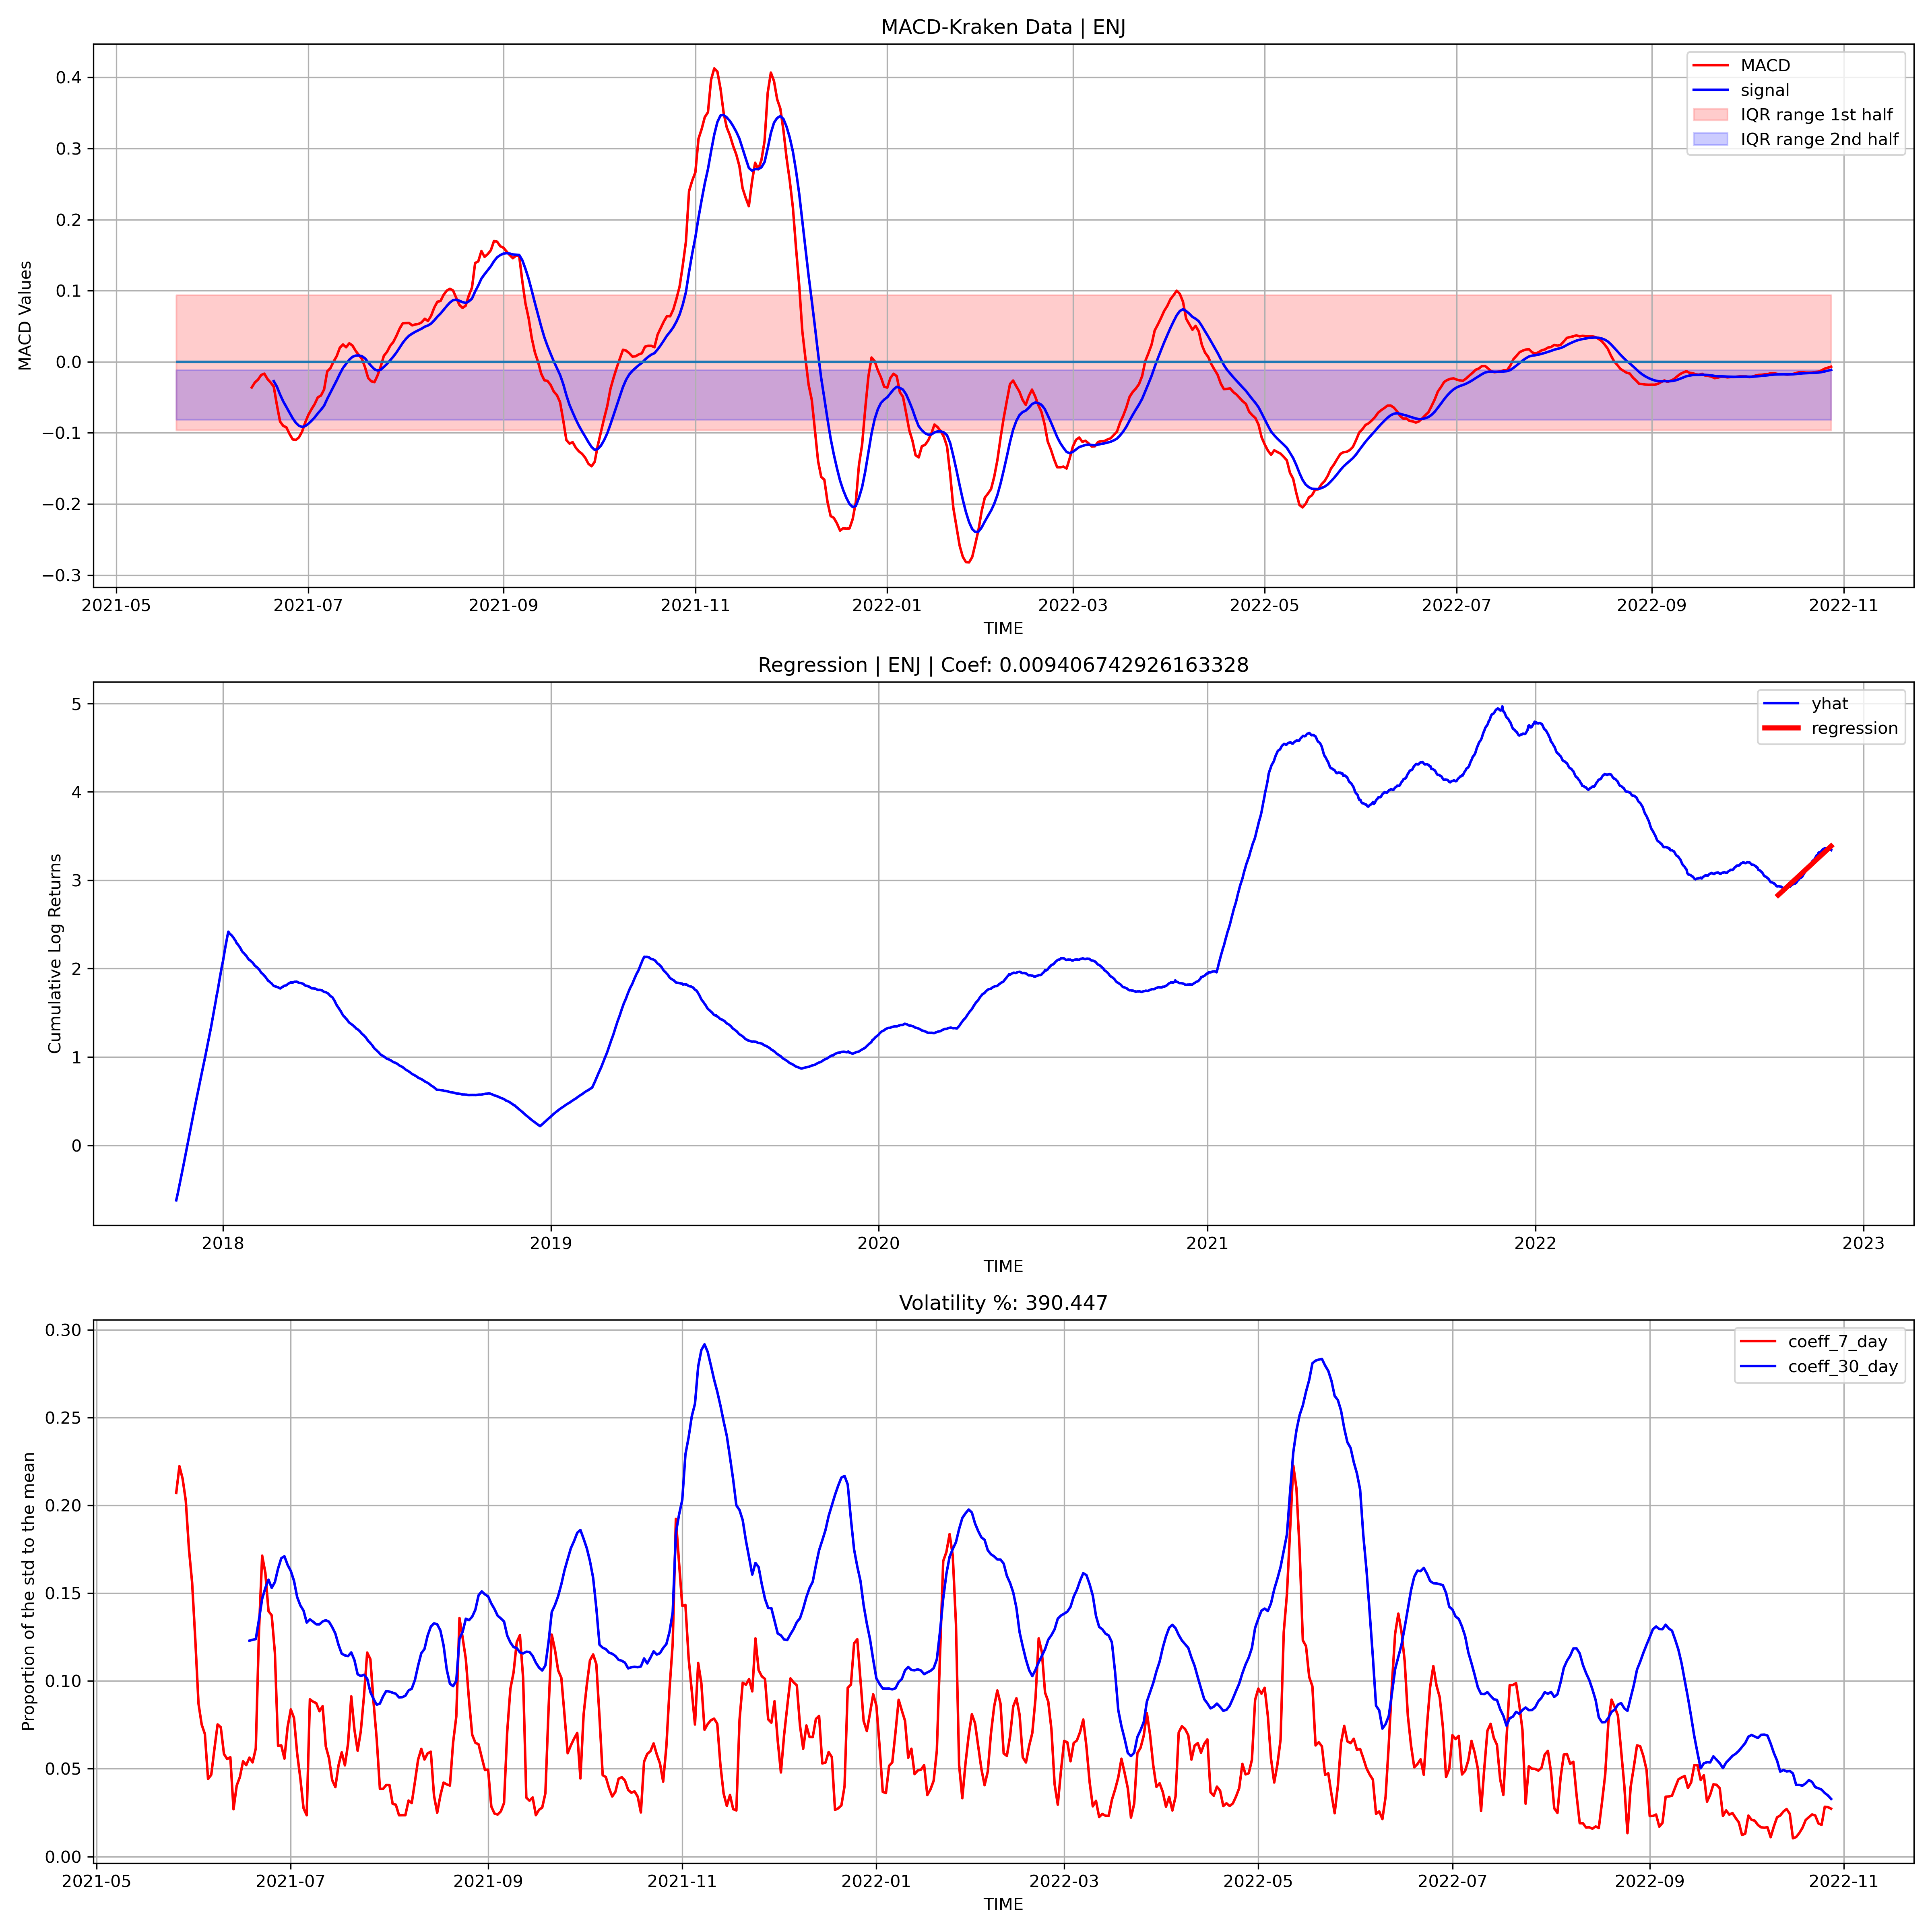 MACD-Kraken Data | ENJ
MACD Values
0.4
0.3
0.2
0.1
0.0
−0.1
−0.2
−0.3
MACD
signal
IQR range 1st half
IQR range 2nd half
2021-05 2021-07 2021-09 2021-11 2022-01 2022-03 2022-05 2022-07 2022-09 2022-11
TIME
Regression | ENJ | Coef: 0.009406742926163328
Cumulative Log Returns
5
4
3
2
1
0
yhat
regression
2018 2019 2020 2021 2022 2023
TIME
Volatility %: 390.447
Proportion of the std to the mean
0.30
0.25
0.20
0.15
0.10
0.05
0.00
coeff_7_day
coeff_30_day
2021-05 2021-07 2021-09 2021-11 2022-01 2022-03 2022-05 2022-07 2022-09 2022-11
TIME